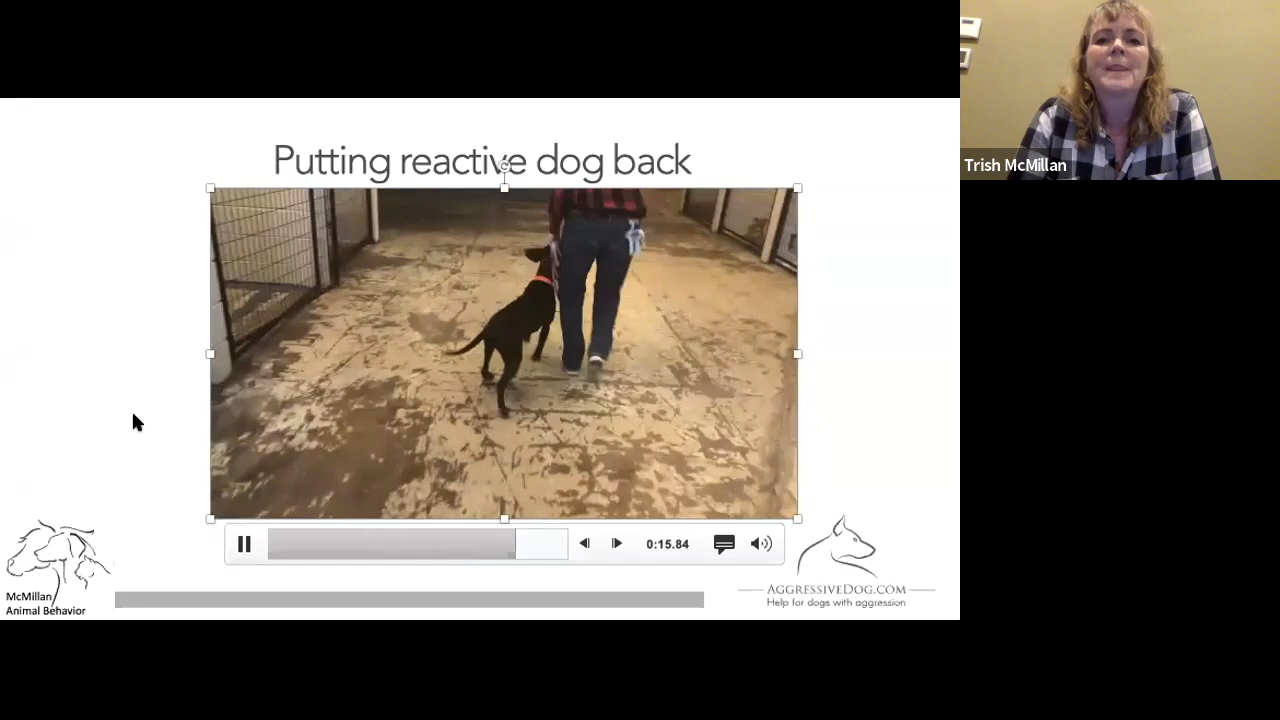 Trish McMillan
Putting reactive dog back
0:15.84
McMillan
Animal Behavior
AGGRESSIVEDOG.COM
Help for dogs with aggression